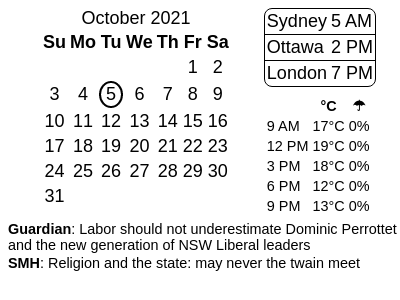 October 2021
Su Mo Tu We Th Fr Sa
1 2
3 4 5 6 7 8 9
10 11 12 13 14 15 16
17 18 19 20 21 22 23
24 25 26 27 28 29 30
31
Sydney 5 AM
Ottawa 2 PM
London 7 PM
°C ☂
9 AM 17°C 0%
12 PM 19°C 0%
3 PM 18°C 0%
6 PM 12°C 0%
9 PM 13°C 0%
Guardian: Labor should not underestimate Dominic Perrottet
and the new generation of NSW Liberal leaders
SMH: Religion and the state: may never the twain meet